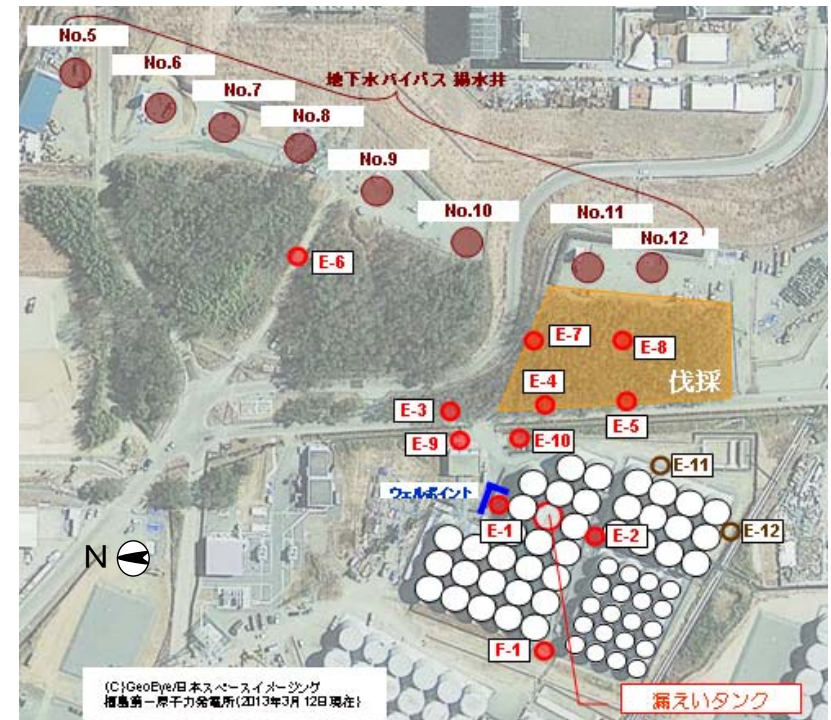 No.5
No.6
No.7
No.8
No.9
No.10
No.11
No.12
地下水バイパス 揚水井
E-6
E-7
E-8
E-4
伐採
E-3
E-5
E-9
E-10
E-11
ウェルポイント
E-1
E-2
E-12
N
F-1
(C)GeoEye/日本スペースイメージング
福島第一原子力発電所(2013年3月12日現在)
漏えいタンク